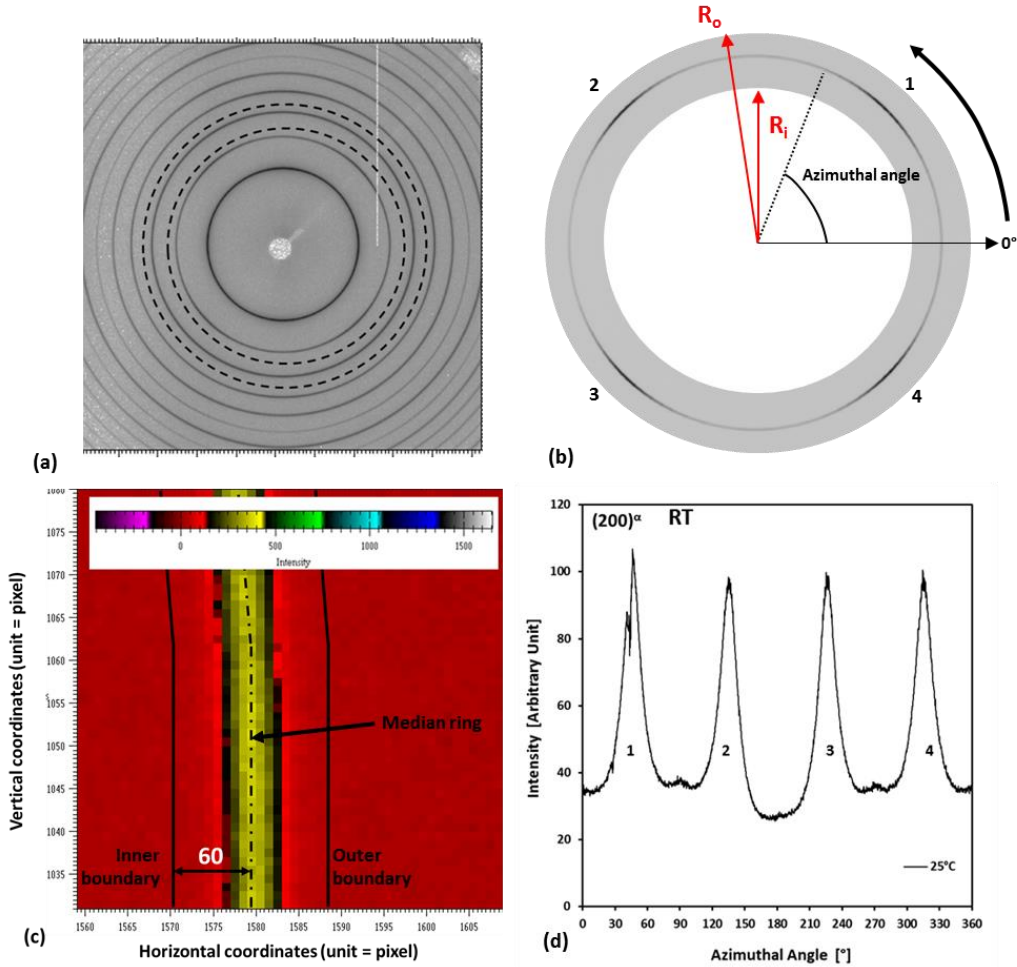 (a)
R₀
Rᵢ
2
1
Azimuthal angle
0°
3
4
(b)
Vertical coordinates (unit = pixel)
1080
1075
1070
1065
1060
1055
1050
1045
1040
1035
0
500
1000
1500
Intensity
Median ring
60
Inner
boundary
Outer
boundary
1560
1565
1570
1575
1580
1585
1590
1595
1600
1605
(c)
Horizontal coordinates (unit = pixel)
Intensity [Arbitrary Unit]
120
100
80
60
40
20
0
(200)ᵅ RT
1
2
3
4
25°C
0
30
60
90
120
150
180
210
240
270
300
330
360
(d)
Azimuthal Angle [°]